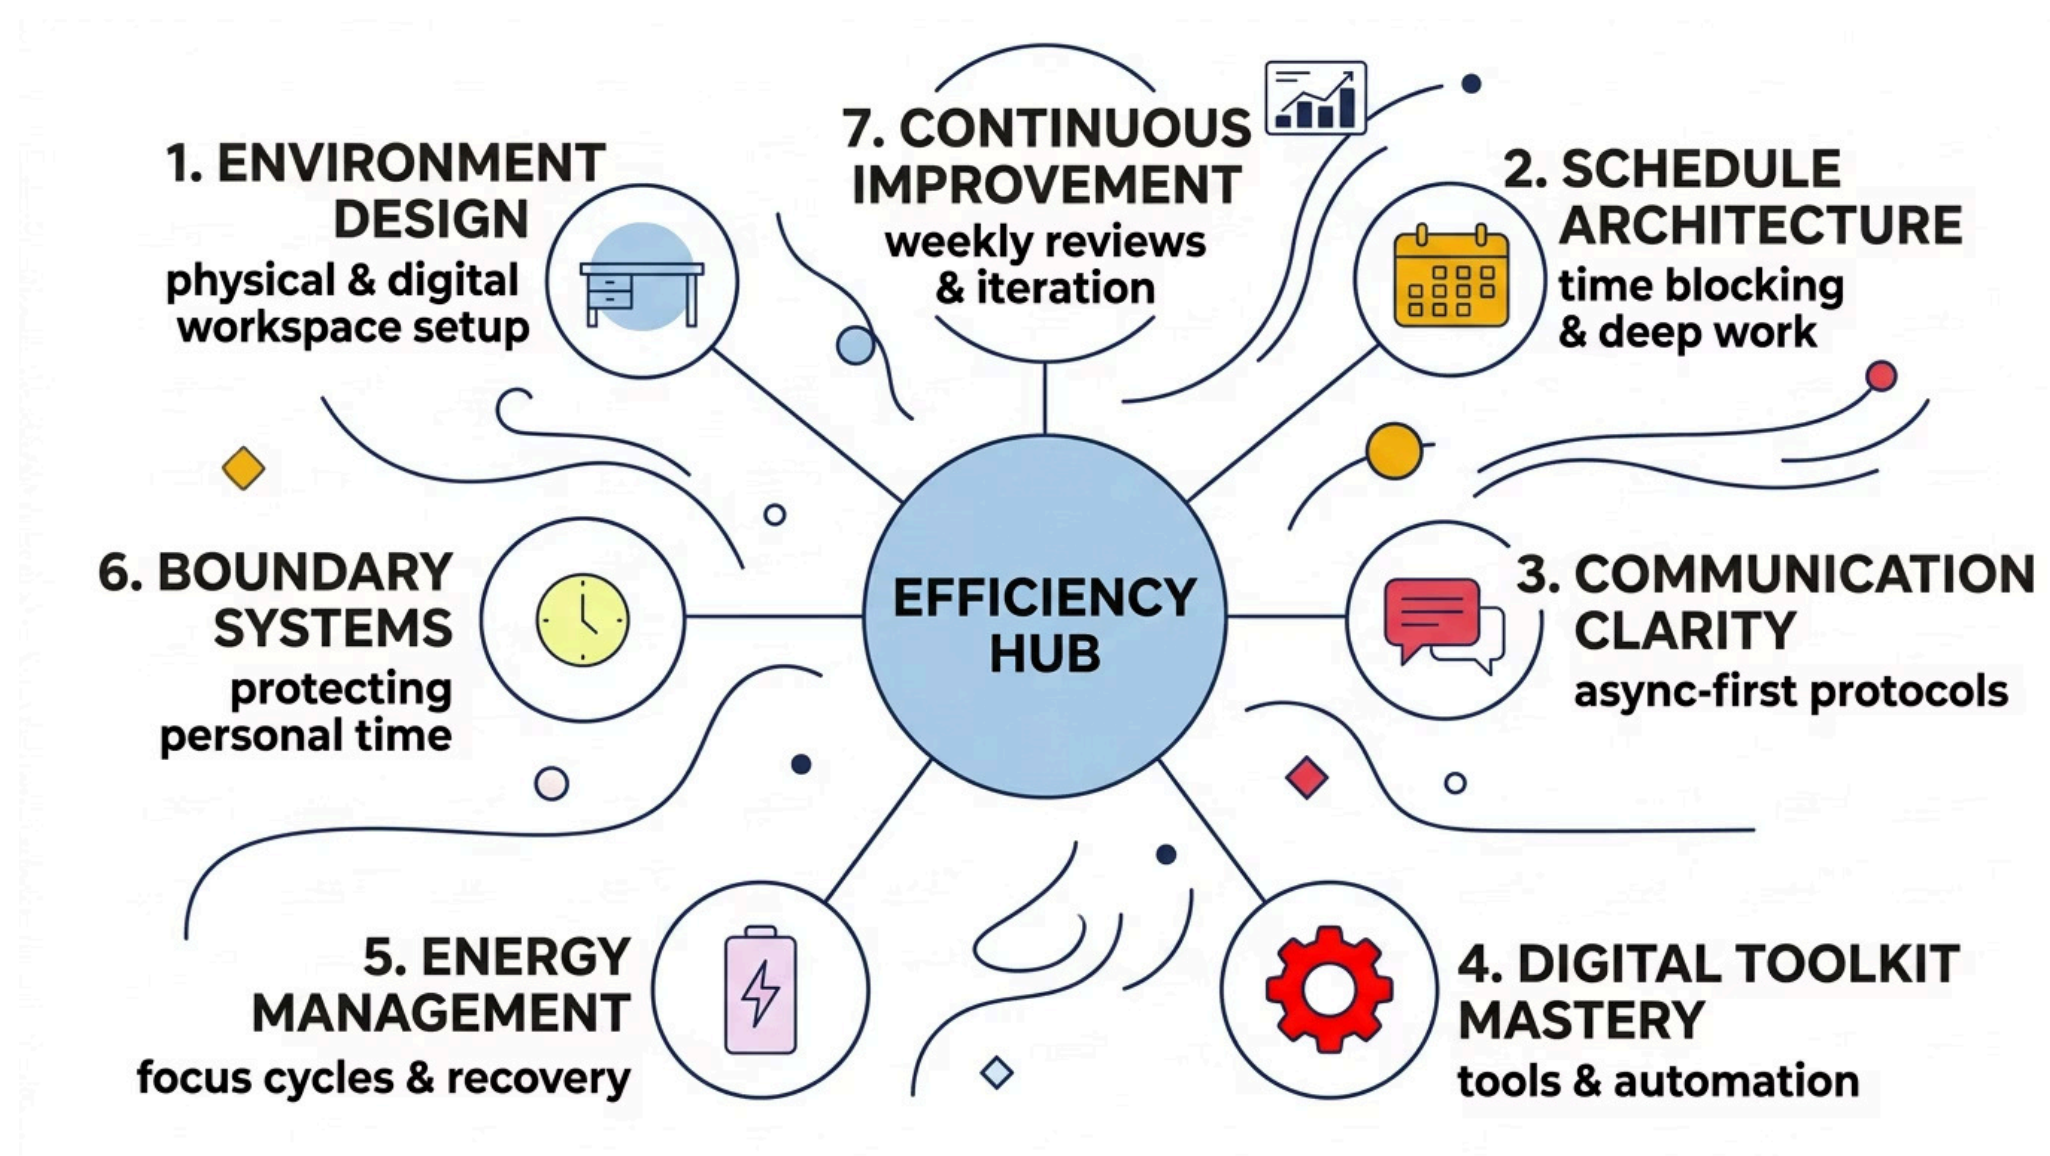 1. ENVIRONMENT
DESIGN
physical & digital
workspace setup
7. CONTINUOUS
IMPROVEMENT
weekly reviews
& iteration
2. SCHEDULE
ARCHITECTURE
time blocking
& deep work
6. BOUNDARY
SYSTEMS
protecting
personal time
EFFICIENCY
HUB
3. COMMUNICATION
CLARITY
async-first protocols
5. ENERGY
MANAGEMENT
focus cycles & recovery
4. DIGITAL TOOLKIT
MASTERY
tools & automation